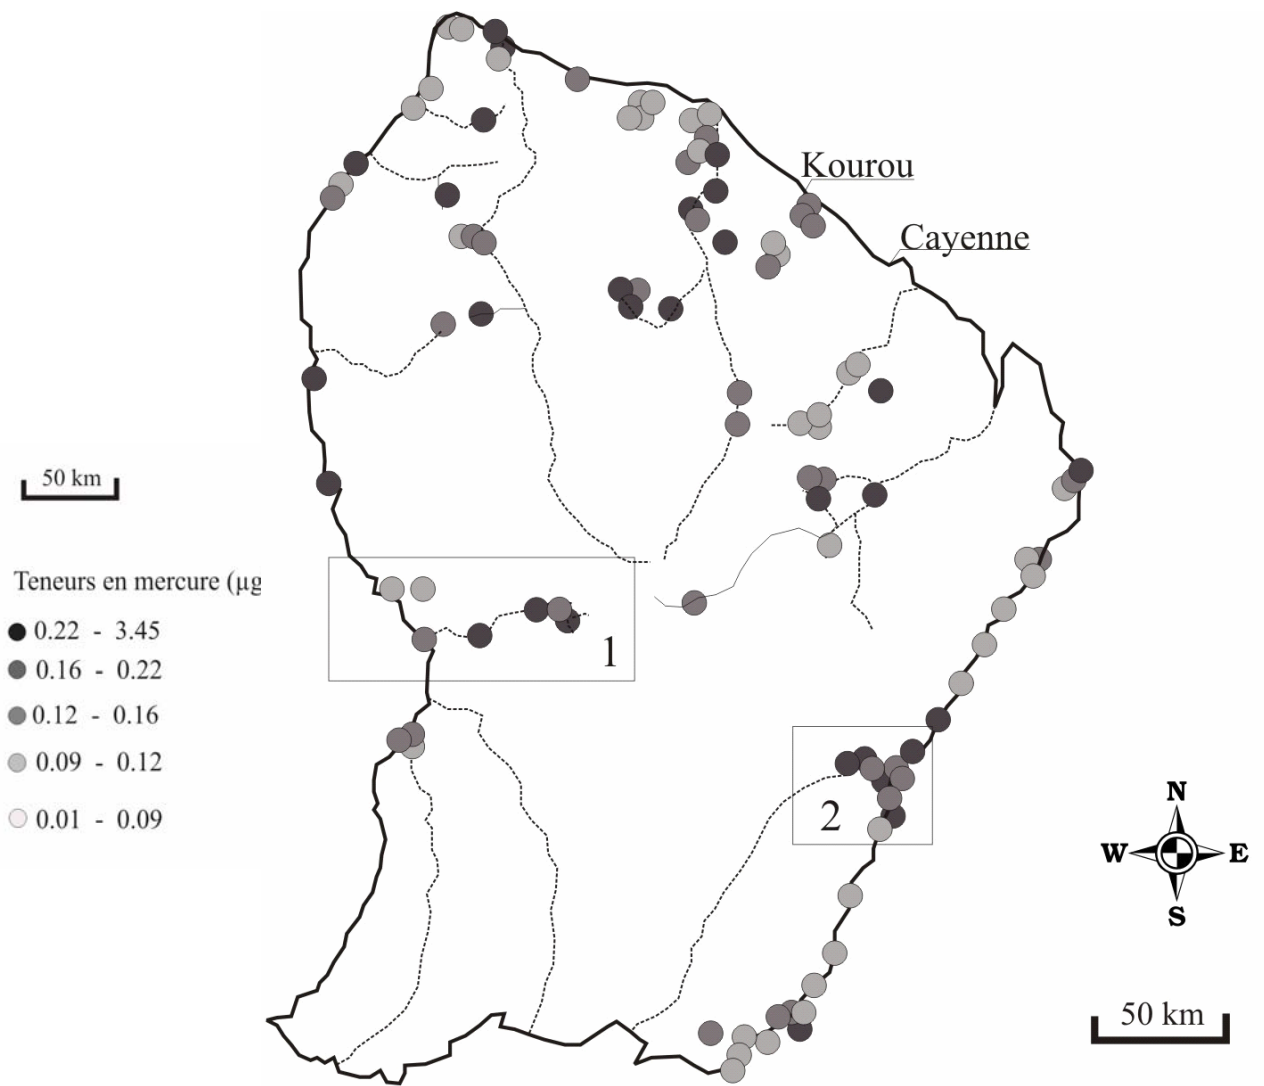 Kourou
Cayenne
50 km
Teneurs en mercure (µg
0.22 - 3.45
0.16 - 0.22
0.12 - 0.16
0.09 - 0.12
0.01 - 0.09
1
2
N
W E
S
50 km